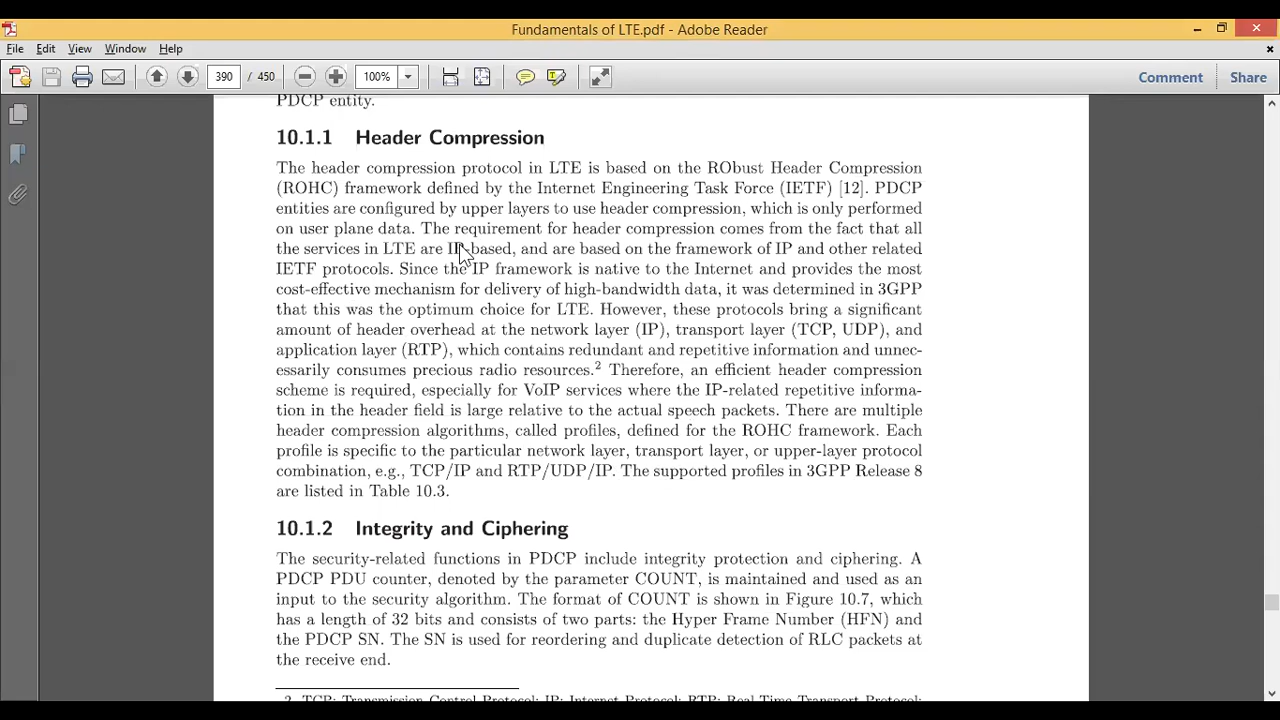 Fundamentals of LTE.pdf - Adobe Reader
File Edit View Window Help
390 / 450 100% Comment Share
PDCP entity.
10.1.1 Header Compression
The header compression protocol in LTE is based on the RObust Header Compression
(ROHC) framework defined by the Internet Engineering Task Force (IETF) [12]. PDCP
entities are configured by upper layers to use header compression, which is only performed
on user plane data. The requirement for header compression comes from the fact that all
the services in LTE are IP-based, and are based on the framework of IP and other related
IETF protocols. Since the IP framework is native to the Internet and provides the most
cost-effective mechanism for delivery of high-bandwidth data, it was determined in 3GPP
that this was the optimum choice for LTE. However, these protocols bring a significant
amount of header overhead at the network layer (IP), transport layer (TCP, UDP), and
application layer (RTP), which contains redundant and repetitive information and unnec-
essarily consumes precious radio resources.2 Therefore, an efficient header compression
scheme is required, especially for VoIP services where the IP-related repetitive informa-
tion in the header field is large relative to the actual speech packets. There are multiple
header compression algorithms, called profiles, defined for the ROHC framework. Each
profile is specific to the particular network layer, transport layer, or upper-layer protocol
combination, e.g., TCP/IP and RTP/UDP/IP. The supported profiles in 3GPP Release 8
are listed in Table 10.3.
10.1.2 Integrity and Ciphering
The security-related functions in PDCP include integrity protection and ciphering. A
PDCP PDU counter, denoted by the parameter COUNT, is maintained and used as an
input to the security algorithm. The format of COUNT is shown in Figure 10.7, which
has a length of 32 bits and consists of two parts: the Hyper Frame Number (HFN) and
the PDCP SN. The SN is used for reordering and duplicate detection of RLC packets at
the receive end.
2. TCP: Transmission Control Protocol; IP: Internet Protocol; RTP: Real-Time Transport Protocol;